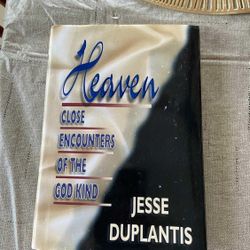 Heaven
CLOSE
ENCOUNTERS
OF THE
GOD KIND
JESSE
DUPLANTIS